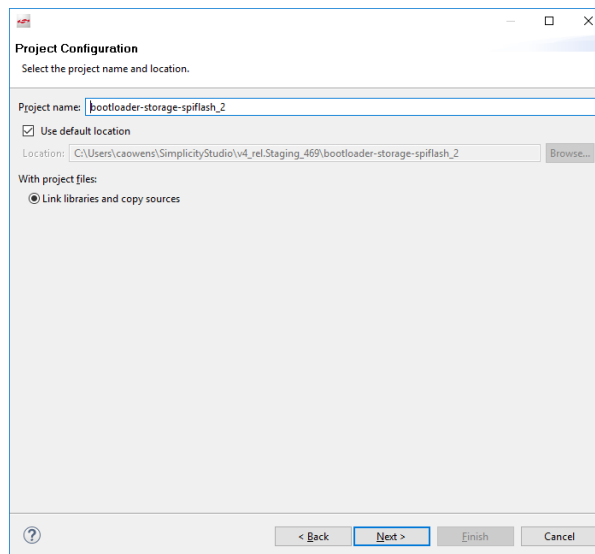 Project Configuration
Select the project name and location.
Project name: bootloader-storage-spiflash_2
Use default location
Location: C:\Users\caowens\SimplicityStudio\v4_rel.Staging_469\bootloader-storage-spiflash_2 Browse...
With project files:
Link libraries and copy sources
? < Back Next > Finish Cancel